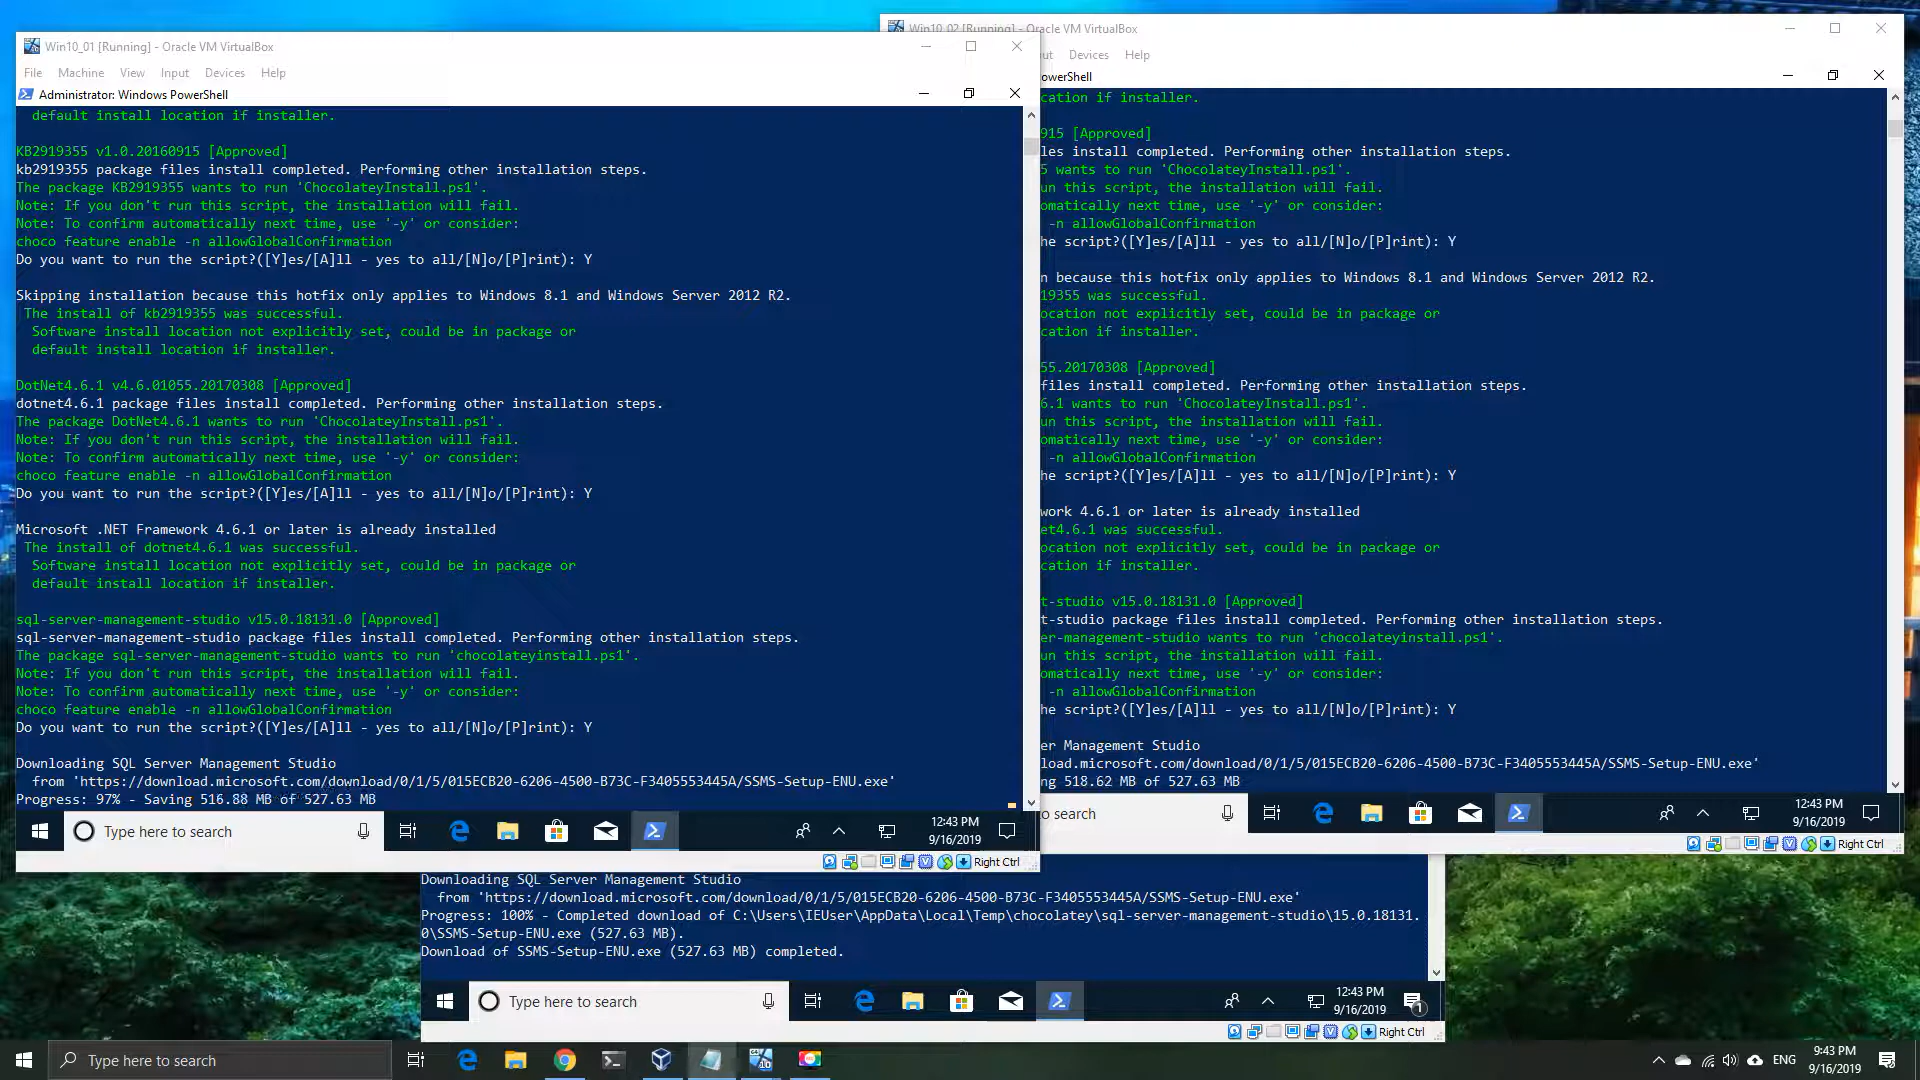 Win10_01 [Running] - Oracle VM VirtualBox
File Machine View Input Devices Help
Administrator: Windows PowerShell
default install location if installer.
KB2919355 v1.0.20160915 [Approved]
kb2919355 package files install completed. Performing other installation steps.
The package KB2919355 wants to run 'ChocolateyInstall.ps1'.
Note: If you don't run this script, the installation will fail.
Note: To confirm automatically next time, use '-y' or consider:
choco feature enable -n allowGlobalConfirmation
Do you want to run the script?([Y]es/[A]ll - yes to all/[N]o/[P]rint): Y
Skipping installation because this hotfix only applies to Windows 8.1 and Windows Server 2012 R2.
The install of kb2919355 was successful.
Software install location not explicitly set, could be in package or
default install location if installer.
DotNet4.6.1 v4.6.01055.20170308 [Approved]
dotnet4.6.1 package files install completed. Performing other installation steps.
The package DotNet4.6.1 wants to run 'ChocolateyInstall.ps1'.
Note: If you don't run this script, the installation will fail.
Note: To confirm automatically next time, use '-y' or consider:
choco feature enable -n allowGlobalConfirmation
Do you want to run the script?([Y]es/[A]ll - yes to all/[N]o/[P]rint): Y
Microsoft .NET Framework 4.6.1 or later is already installed
The install of dotnet4.6.1 was successful.
Software install location not explicitly set, could be in package or
default install location if installer.
sql-server-management-studio v15.0.18131.0 [Approved]
sql-server-management-studio package files install completed. Performing other installation steps.
The package sql-server-management-studio wants to run 'chocolateyinstall.ps1'.
Note: If you don't run this script, the installation will fail.
Note: To confirm automatically next time, use '-y' or consider:
choco feature enable -n allowGlobalConfirmation
Do you want to run the script?([Y]es/[A]ll - yes to all/[N]o/[P]rint): Y
Downloading SQL Server Management Studio
from 'https://download.microsoft.com/download/0/1/5/015ECB20-6206-4500-B73C-F3405553445A/SSMS-Setup-ENU.exe'
Progress: 97% - Saving 516.88 MB of 527.63 MB
Type here to search
12:43 PM
9/16/2019
Right Ctrl
Win10_02 [Running] - Oracle VM VirtualBox
ut Devices Help
owerShell
cation if installer.
915 [Approved]
les install completed. Performing other installation steps.
5 wants to run 'ChocolateyInstall.ps1'.
un this script, the installation will fail.
omatically next time, use '-y' or consider:
-n allowGlobalConfirmation
he script?([Y]es/[A]ll - yes to all/[N]o/[P]rint): Y
n because this hotfix only applies to Windows 8.1 and Windows Server 2012 R2.
9355 was successful.
ocation not explicitly set, could be in package or
cation if installer.
55.20170308 [Approved]
files install completed. Performing other installation steps.
6.1 wants to run 'ChocolateyInstall.ps1'.
un this script, the installation will fail.
omatically next time, use '-y' or consider:
-n allowGlobalConfirmation
he script?([Y]es/[A]ll - yes to all/[N]o/[P]rint): Y
work 4.6.1 or later is already installed
et4.6.1 was successful.
ocation not explicitly set, could be in package or
cation if installer.
t-studio v15.0.18131.0 [Approved]
t-studio package files install completed. Performing other installation steps.
er-management-studio wants to run 'chocolateyinstall.ps1'.
un this script, the installation will fail.
omatically next time, use '-y' or consider:
-n allowGlobalConfirmation
he script?([Y]es/[A]ll - yes to all/[N]o/[P]rint): Y
er Management Studio
load.microsoft.com/download/0/1/5/015ECB20-6206-4500-B73C-F3405553445A/SSMS-Setup-ENU.exe'
ng 518.62 MB of 527.63 MB
to search
12:43 PM
9/16/2019
Right Ctrl
Downloading SQL Server Management Studio
from 'https://download.microsoft.com/download/0/1/5/015ECB20-6206-4500-B73C-F3405553445A/SSMS-Setup-ENU.exe'
Progress: 100% - Completed download of C:\Users\IEUser\AppData\Local\Temp\chocolatey\sql-server-management-studio\15.0.18131.
0\SSMS-Setup-ENU.exe (527.63 MB).
Download of SSMS-Setup-ENU.exe (527.63 MB) completed.
Type here to search
12:43 PM
9/16/2019
1
Right Ctrl
Type here to search
ENG
9:43 PM
9/16/2019